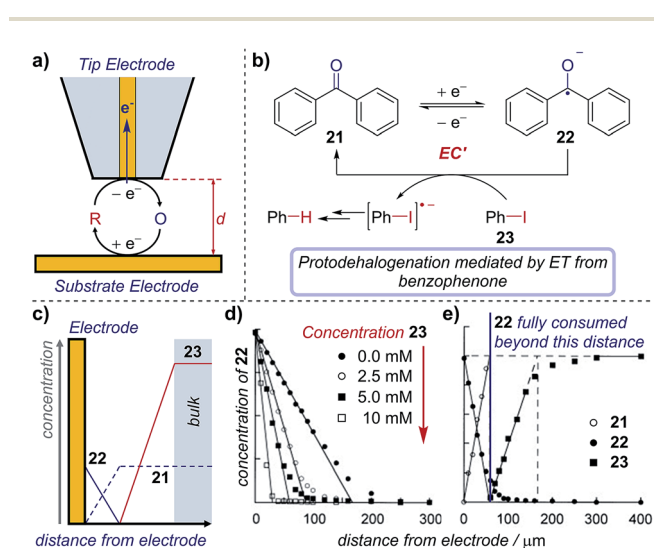 a)
Tip Electrode
e-
– e⁻
R
O
d
+ e⁻
Substrate Electrode
b)
O
21
+ e⁻
– e⁻
O⁻
•
22
EC'
Ph–H
[Ph–I]•–
Ph–I
23
Protodehalogenation mediated by ET from
benzophenone
c)
Electrode
concentration
23
22
21
bulk
distance from electrode
d)
Concentration 23
0.0 mM
2.5 mM
5.0 mM
10 mM
concentration of 22
0
100
200
300
e)
22 fully consumed
beyond this distance
21
22
23
0
100
200
300
400
distance from electrode / μm